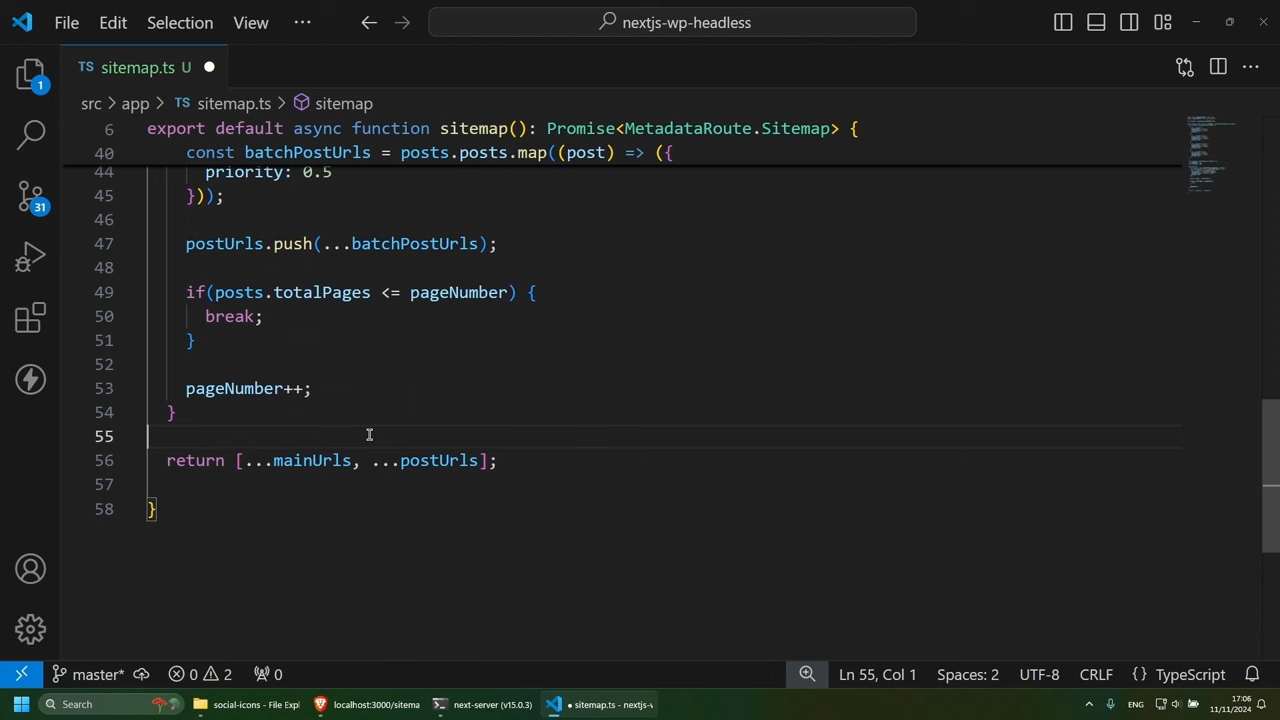 File Edit Selection View ··· nextjs-wp-headless
TS sitemap.ts U
src > app > TS sitemap.ts > sitemap
6 export default async function sitemap(): Promise<MetadataRoute.Sitemap> {
40 const batchPostUrls = posts.posts.map((post) => ({
44 priority: 0.5
45 }));
46
47 postUrls.push(...batchPostUrls);
48
49 if(posts.totalPages <= pageNumber) {
50 break;
51 }
52
53 pageNumber++;
54 }
55
56 return [...mainUrls, ...postUrls];
57
58 }
1
31
master* 0 2 0 Ln 55, Col 1 Spaces: 2 UTF-8 CRLF {} TypeScript
Search social-icons - File Expl localhost:3000/sitema next-server (v15.0.3) ● sitemap.ts - nextjs-v ENG 17:06
11/11/2024